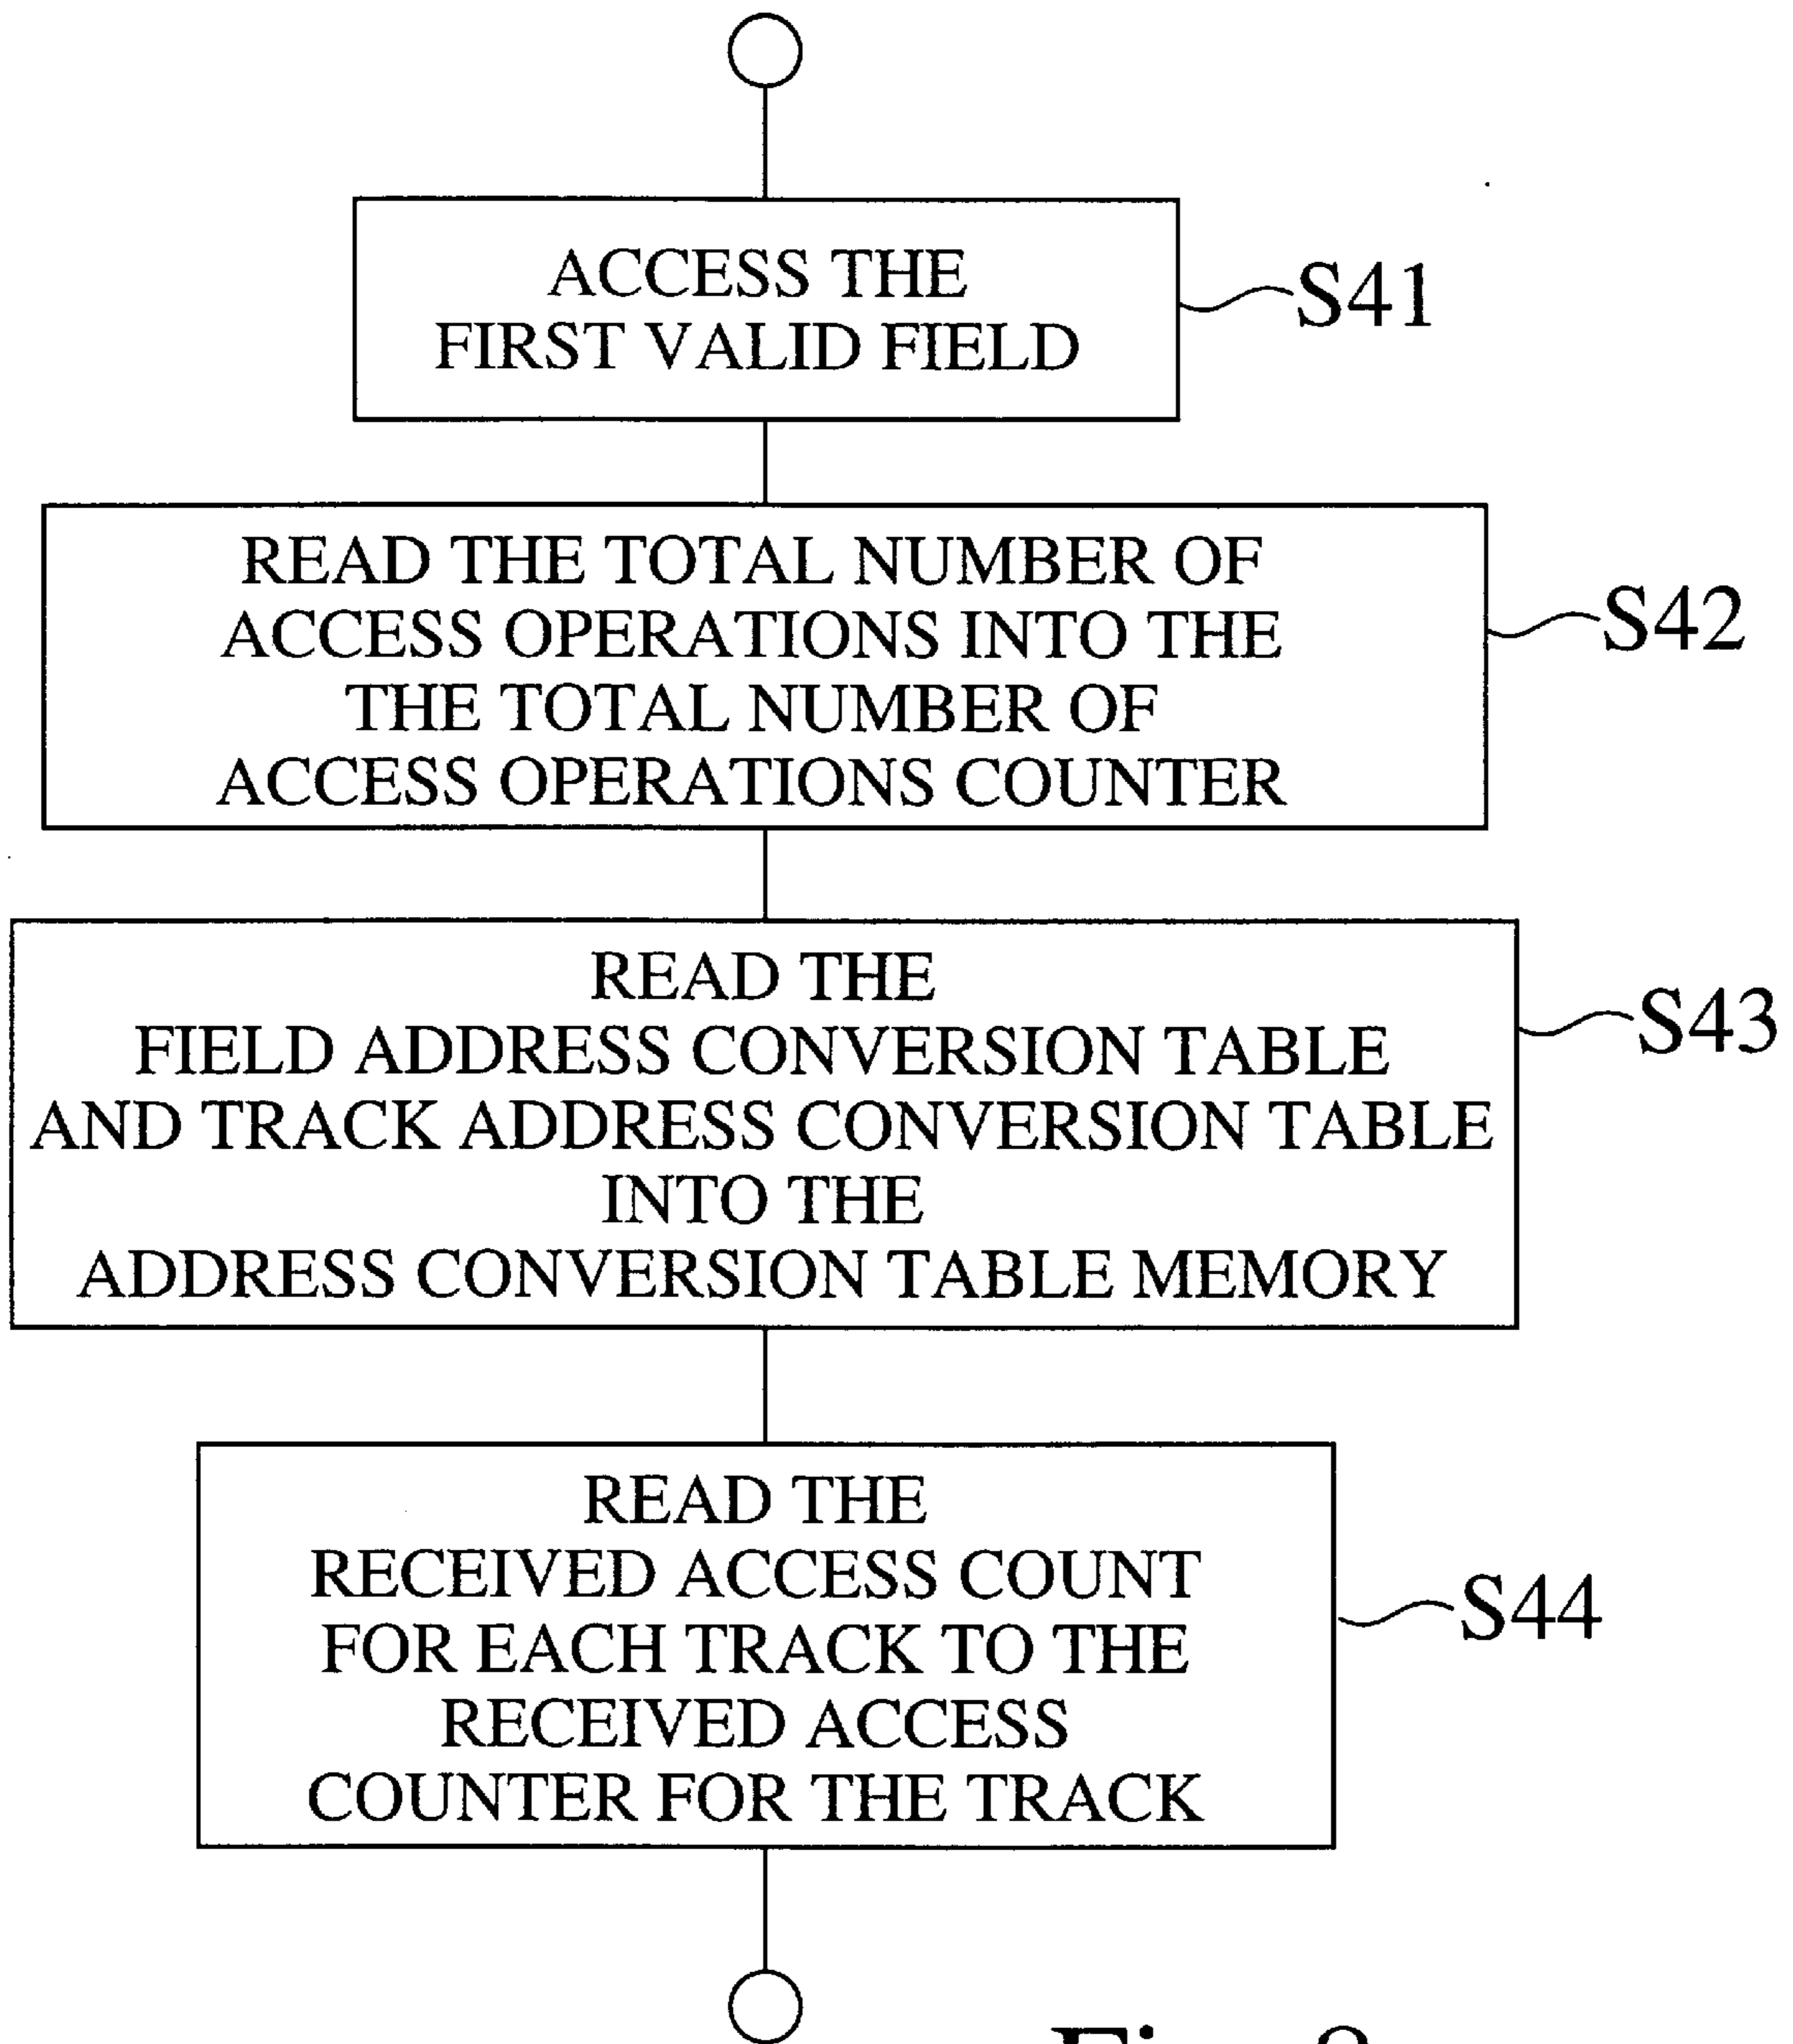 ACCESS THE
FIRST VALID FIELD
S41
READ THE TOTAL NUMBER OF
ACCESS OPERATIONS INTO THE
THE TOTAL NUMBER OF
ACCESS OPERATIONS COUNTER
S42
READ THE
FIELD ADDRESS CONVERSION TABLE
AND TRACK ADDRESS CONVERSION TABLE
INTO THE
ADDRESS CONVERSION TABLE MEMORY
S43
READ THE
RECEIVED ACCESS COUNT
FOR EACH TRACK TO THE
RECEIVED ACCESS
COUNTER FOR THE TRACK
S44